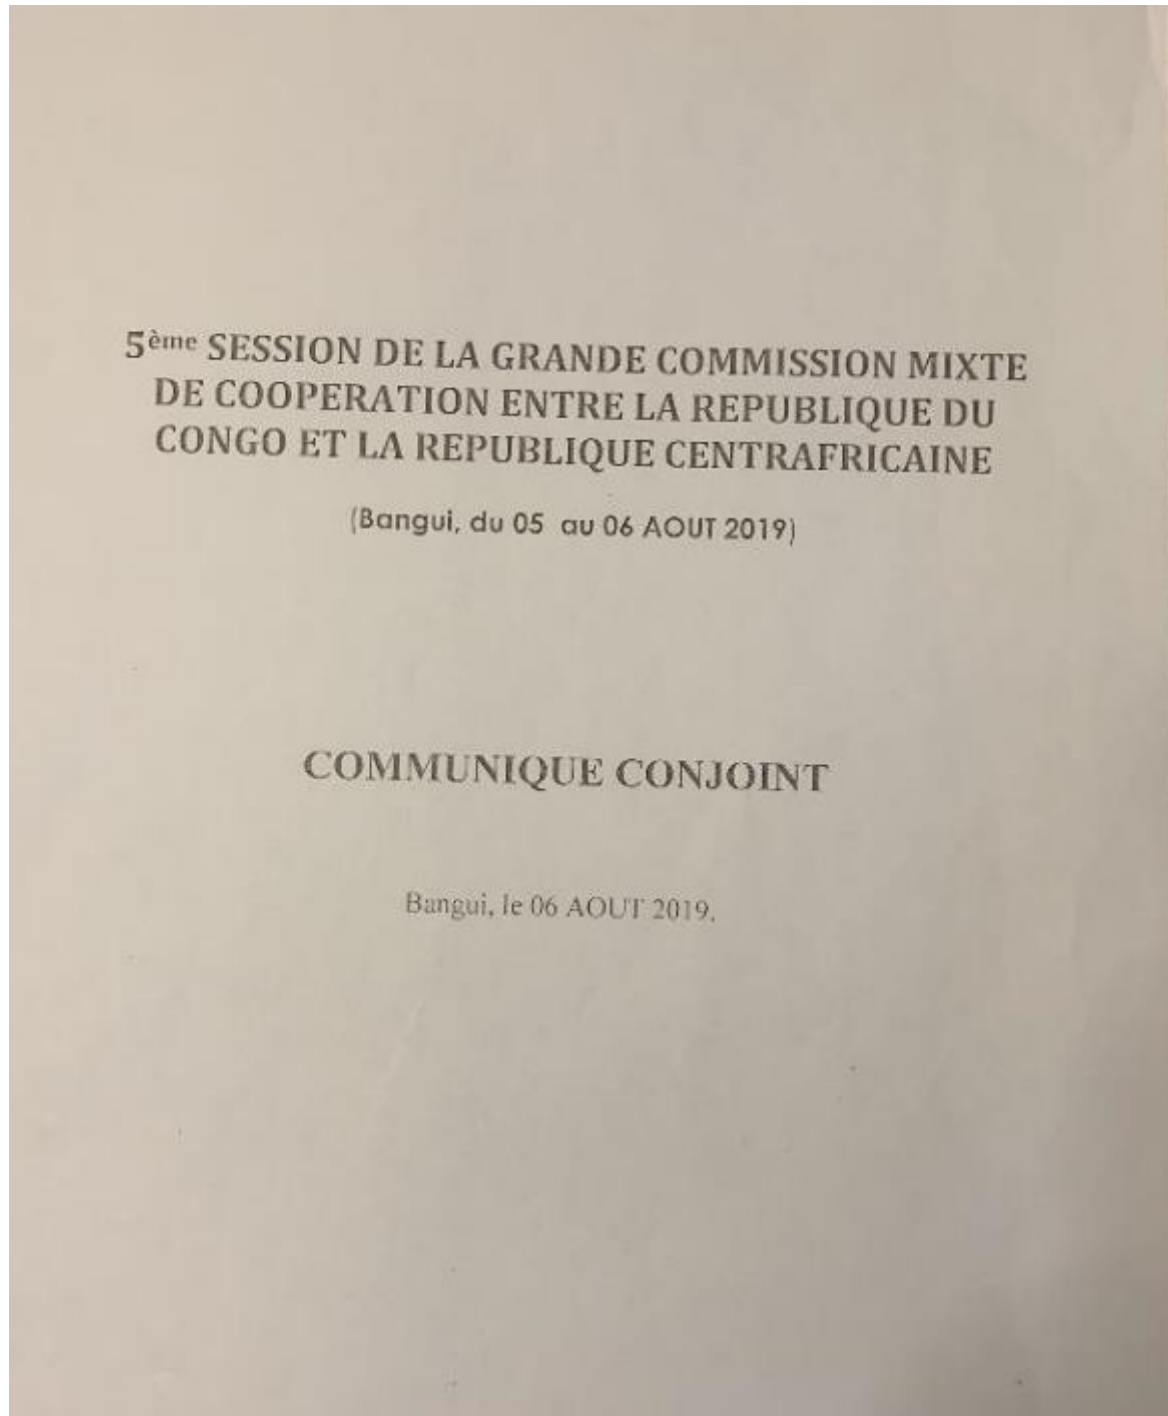 5ème SESSION DE LA GRANDE COMMISSION MIXTE
DE COOPERATION ENTRE LA REPUBLIQUE DU
CONGO ET LA REPUBLIQUE CENTRAFRICAINE
(Bangui, du 05 au 06 AOUT 2019)
COMMUNIQUE CONJOINT
Bangui, le 06 AOUT 2019.